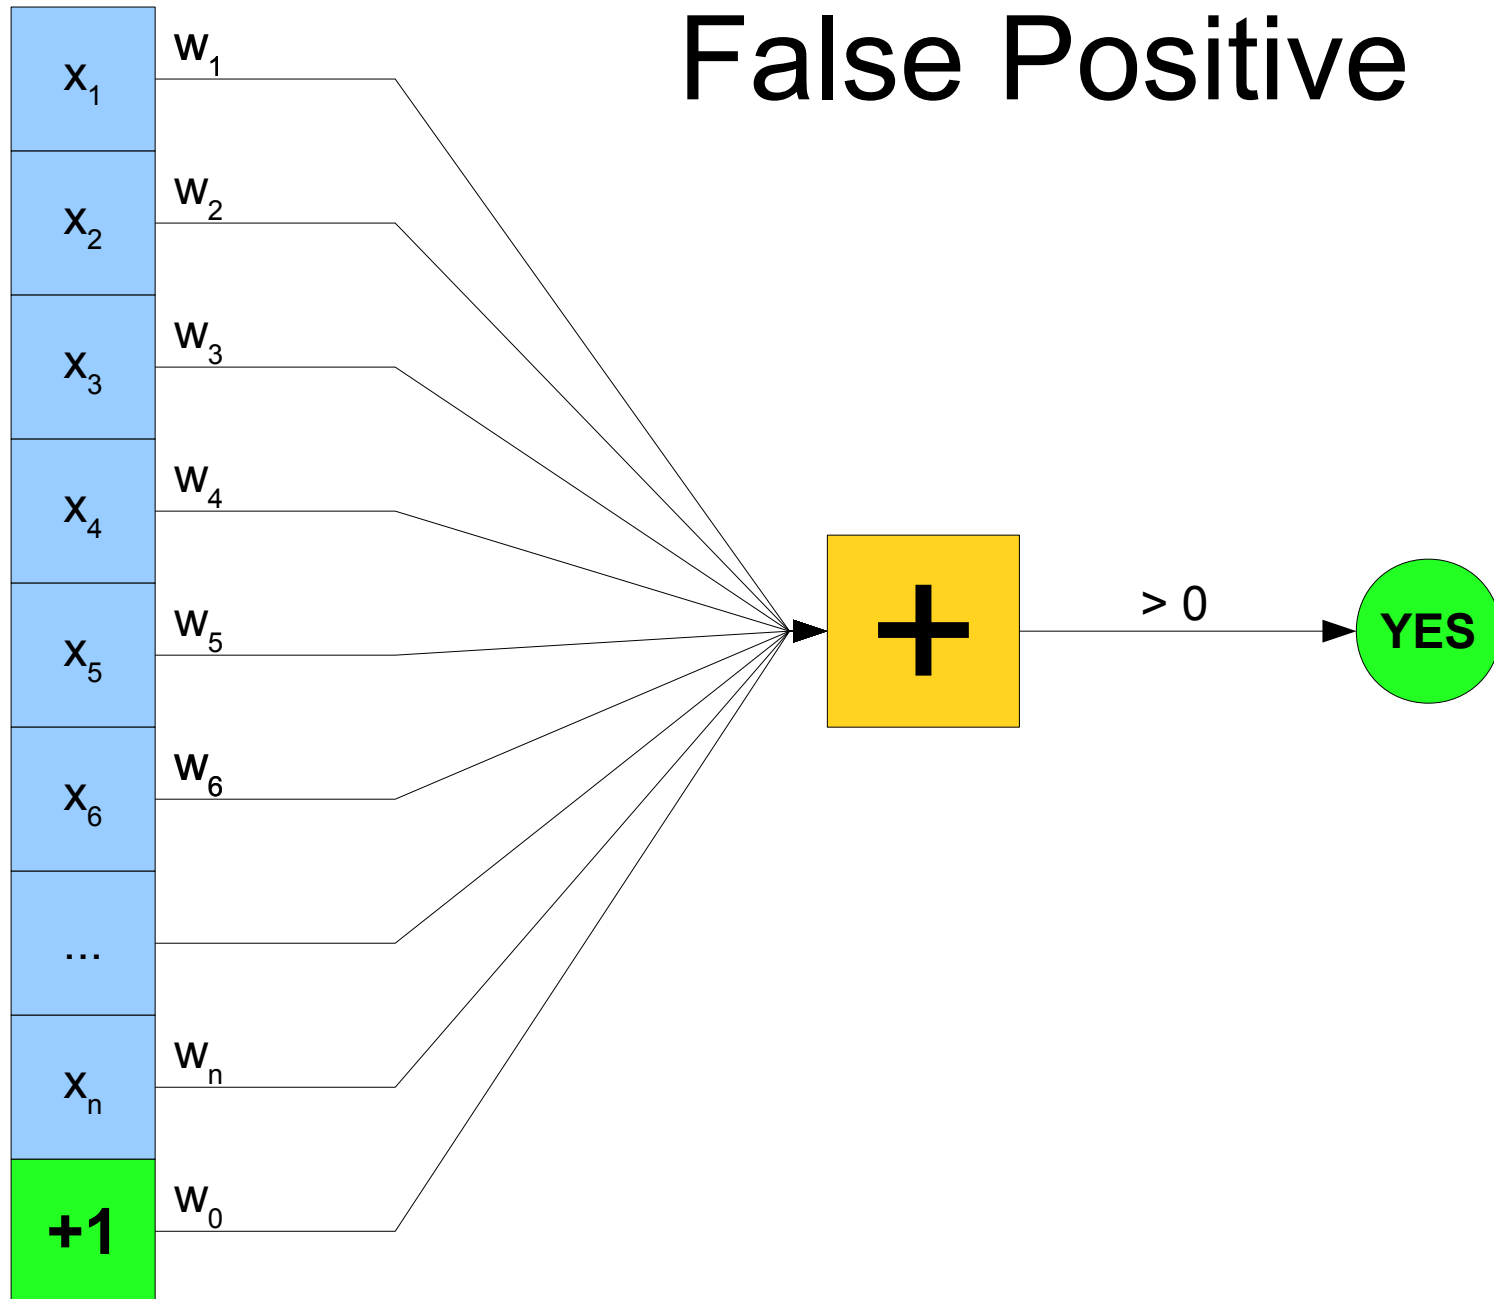 False Positive
x₁
w₁
x₂
w₂
x₃
w₃
x₄
w₄
x₅
w₅
x₆
w₆
...
xₙ
wₙ
+1
w₀
+
> 0
YES